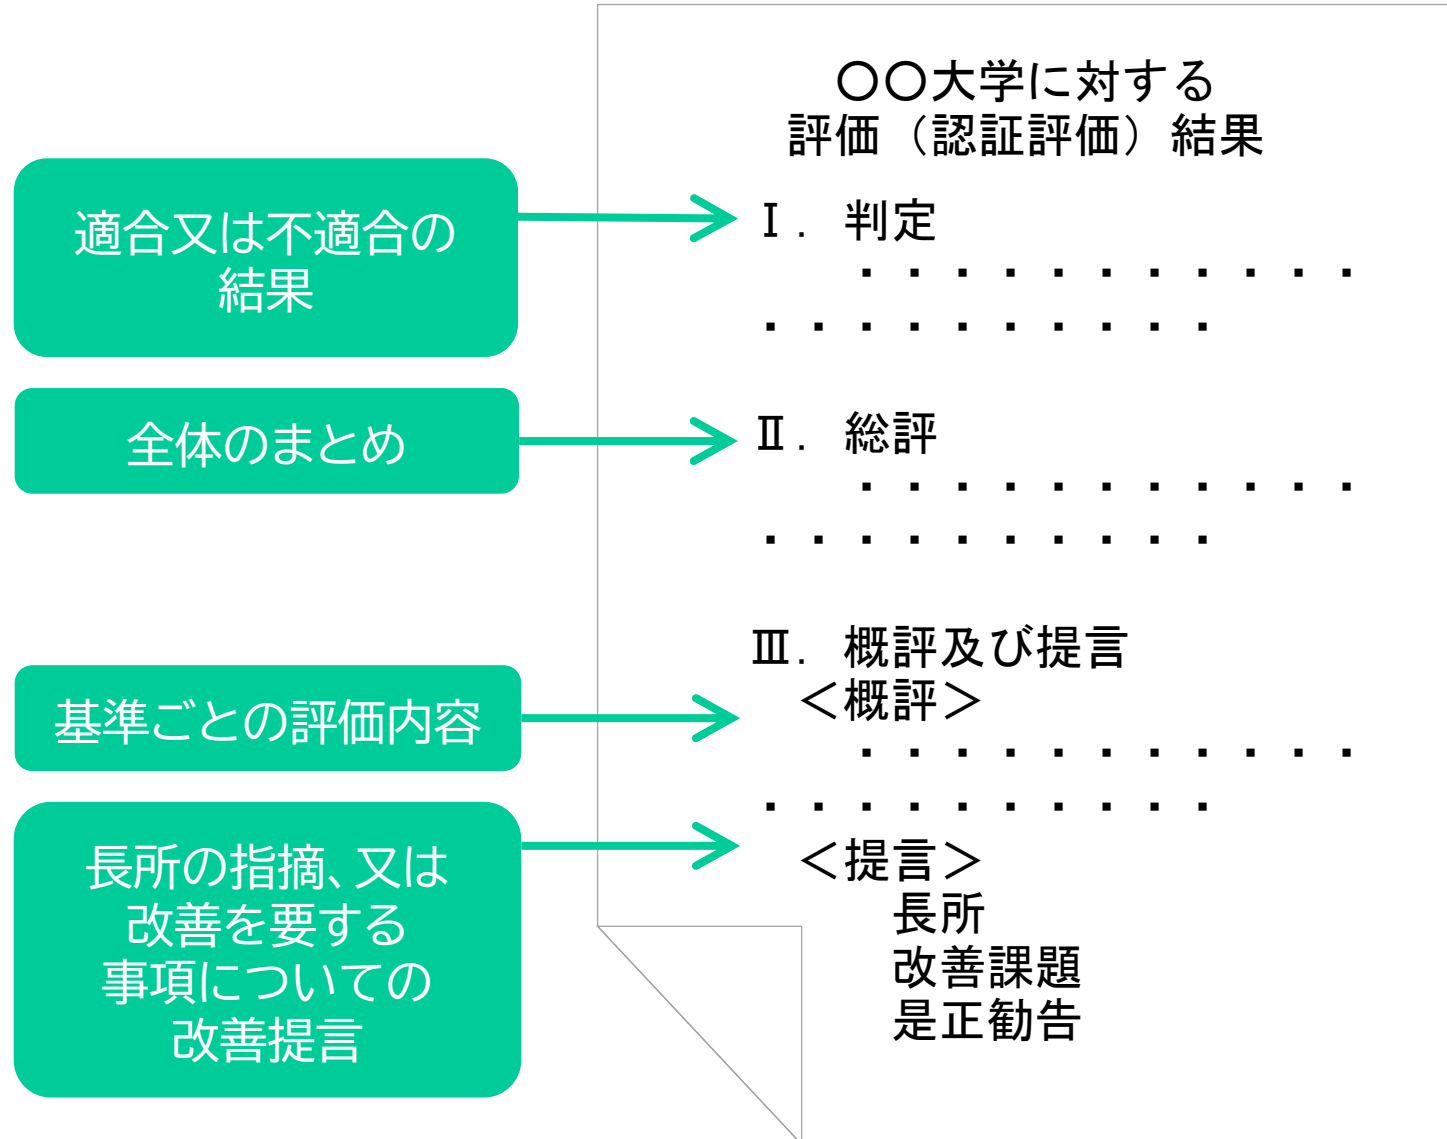 〇〇大学に対する
評価（認証評価）結果
適合又は不適合の
結果
Ⅰ．判定
・・・・・・・・・・・
・・・・・・・・・・
全体のまとめ
Ⅱ．総評
・・・・・・・・・・・
・・・・・・・・・・
Ⅲ．概評及び提言
基準ごとの評価内容
＜概評＞
・・・・・・・・・・・
・・・・・・・・・・
長所の指摘、又は
改善を要する
事項についての
改善提言
＜提言＞
長所
改善課題
是正勧告